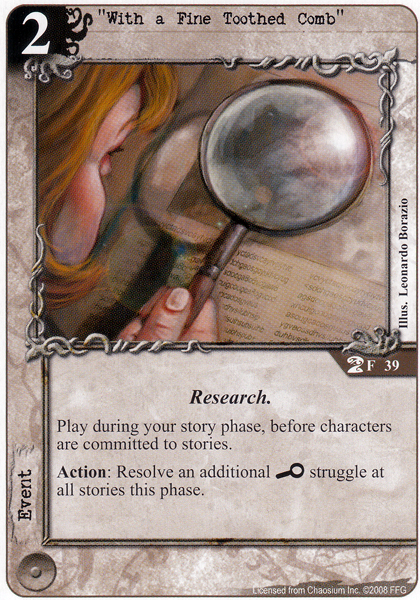 2
"With a Fine Toothed Comb"
Illus. Leonardo Borazio
F 39
Research.
Play during your story phase, before characters
are committed to stories.
Action: Resolve an additional struggle at
all stories this phase.
Event
Licensed from Chaosium Inc. ©2008 FFG